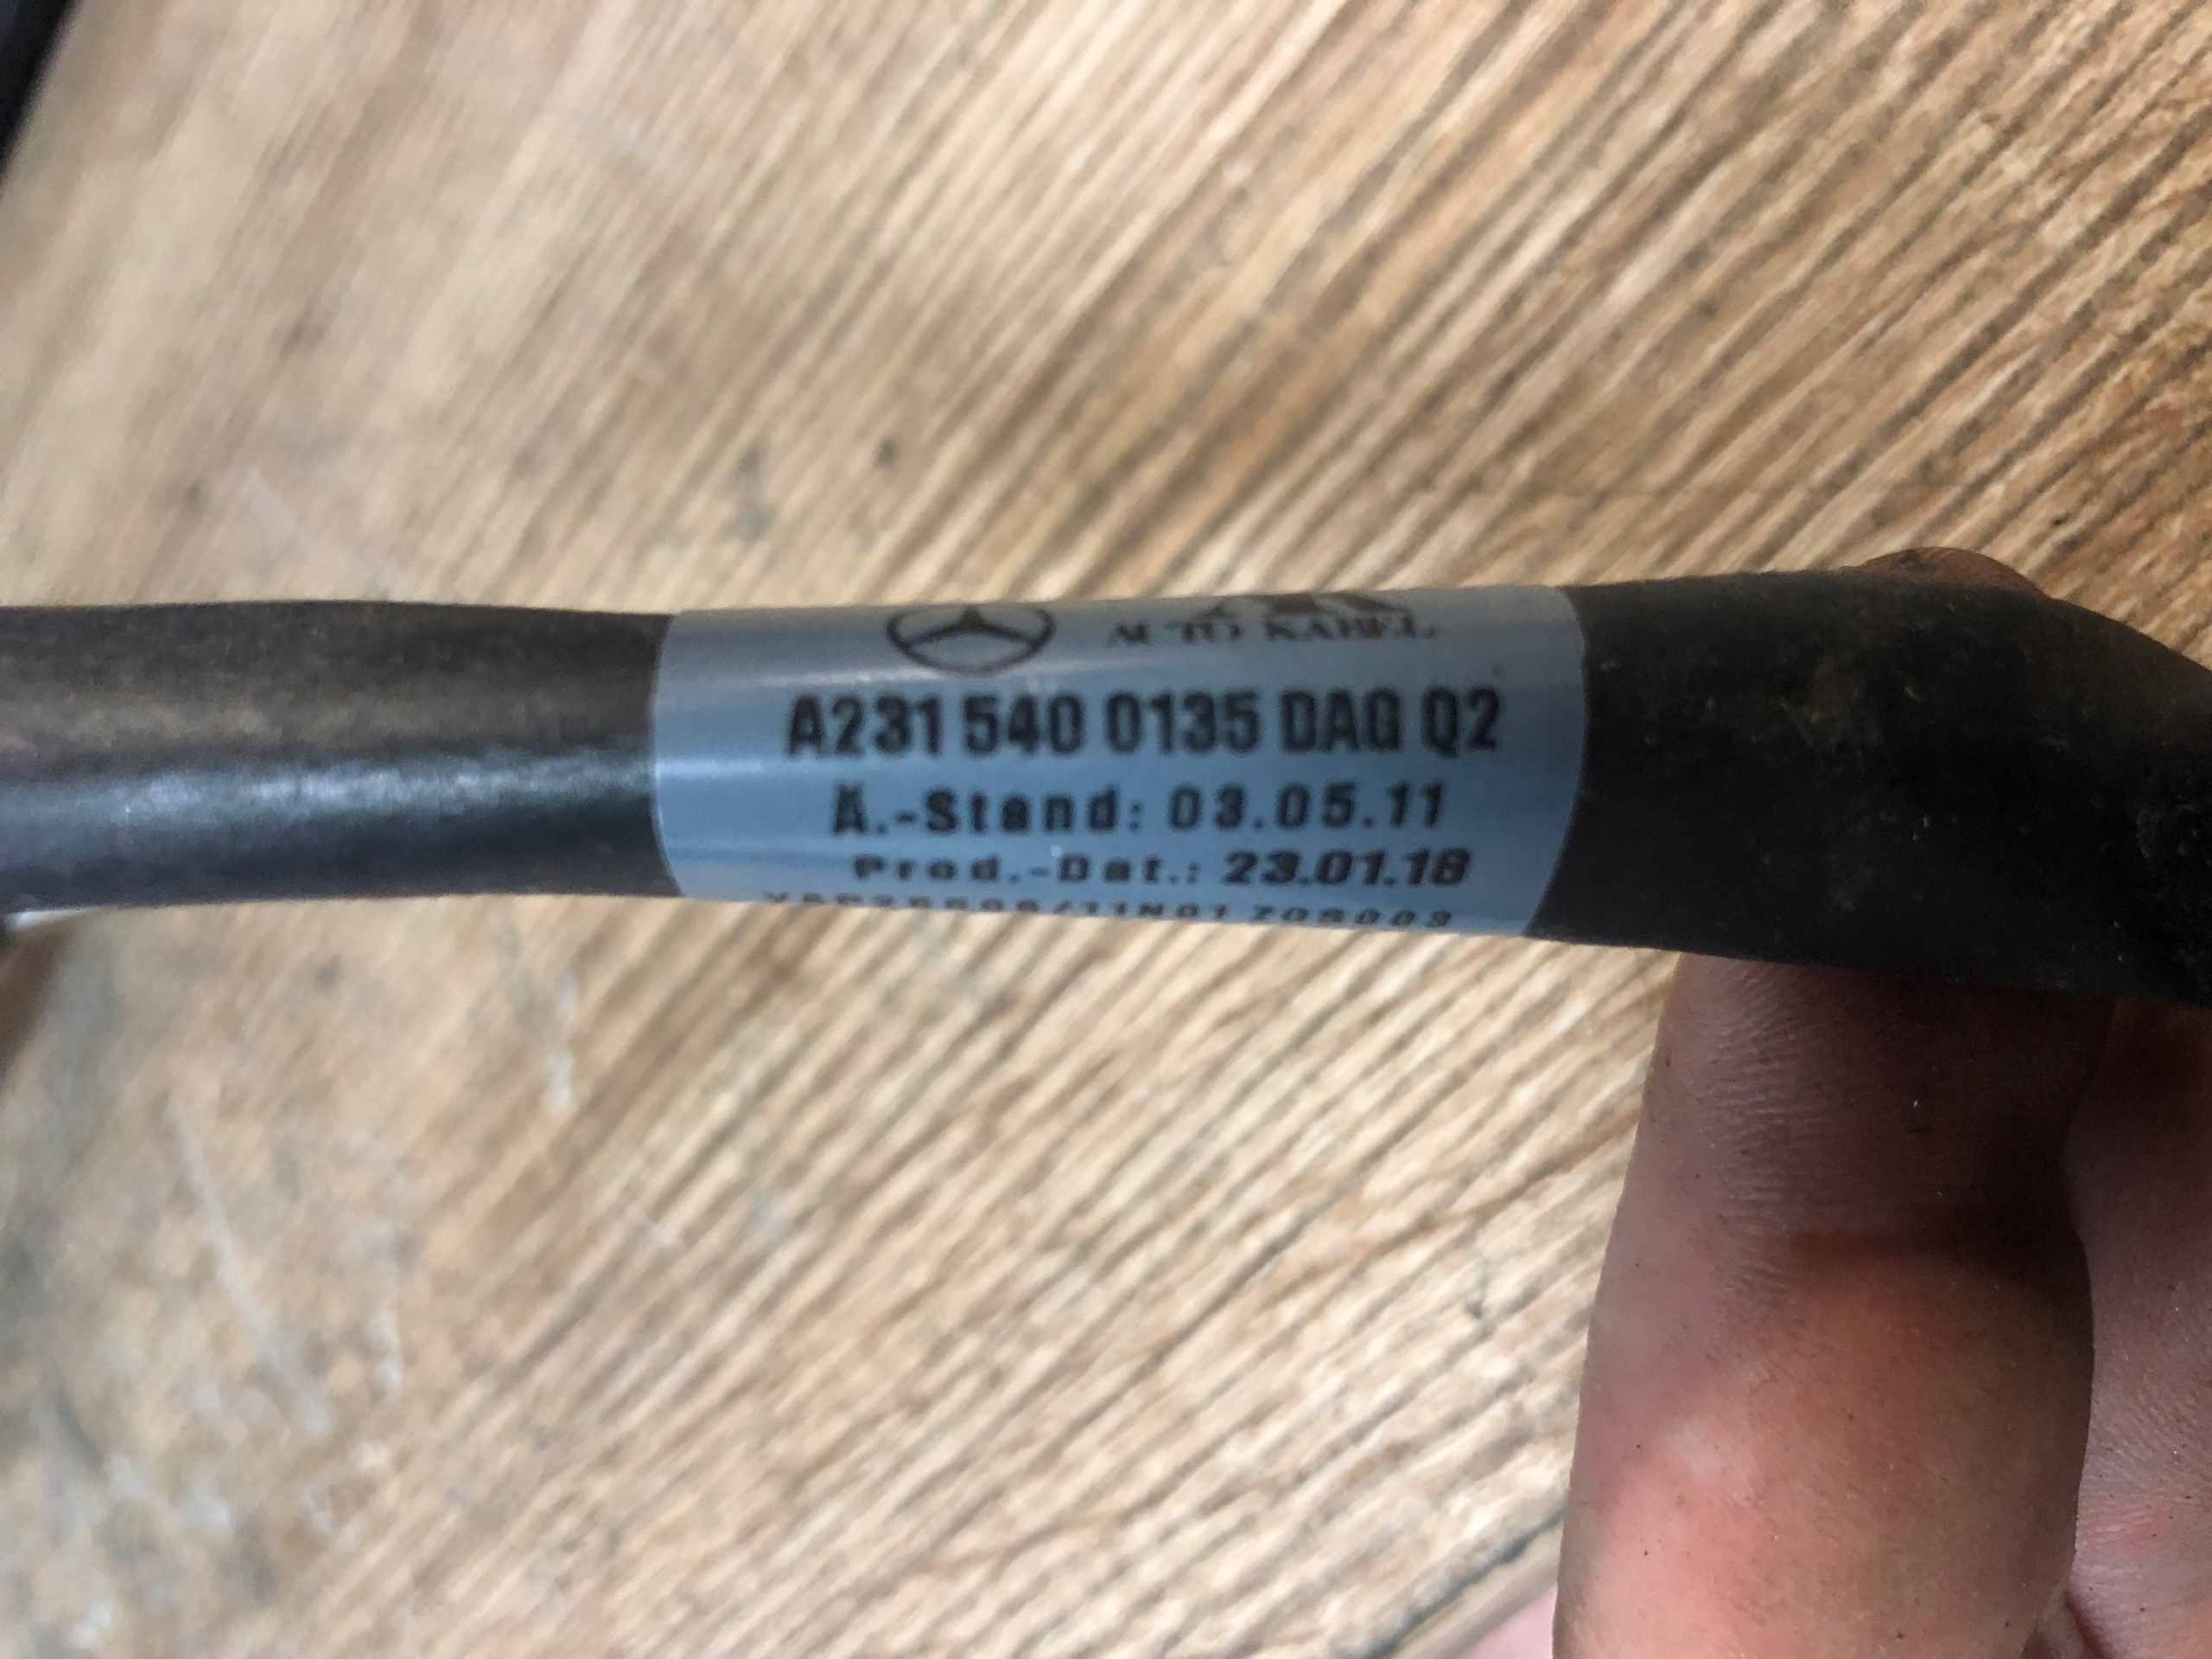 AUTO KABEL
A231 540 0135 DAG Q2
Ä.-Stand: 03.05.11
Prod.-Dat.: 23.01.18